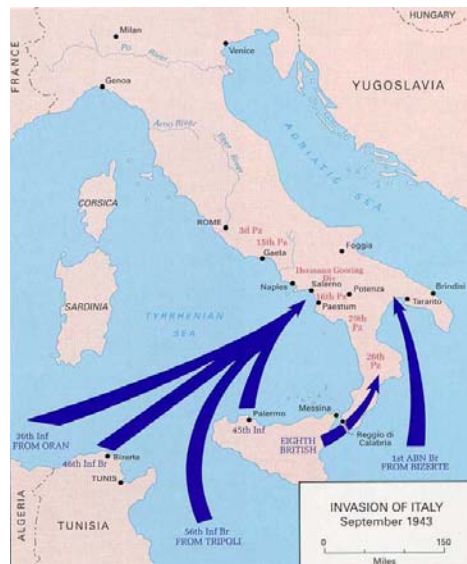 HUNGARY
FRANCE
Milan
Po River
Venice
Genoa
YUGOSLAVIA
Arno River
Tiber River
ADRIATIC SEA
CORSICA
ROME
3d Pz
15th Pz
Gaeta
Foggia
Hermann Goering
Div
Naples
Salerno
16th Pz
Potenza
Brindisi
Paestum
Taranto
SARDINIA
29th
Pz
TYRRHENIAN
SEA
26th
Pz
Palermo
Messina
45th Inf
36th Inf
FROM ORAN
46th Inf Br
Bizerte
EIGHTH
BRITISH
Reggio di
Calabria
1st ABN Br
FROM BIZERTE
TUNIS
56th Inf Br
FROM TRIPOLI
ALGERIA
TUNISIA
INVASION OF ITALY
September 1943
0
150
Miles